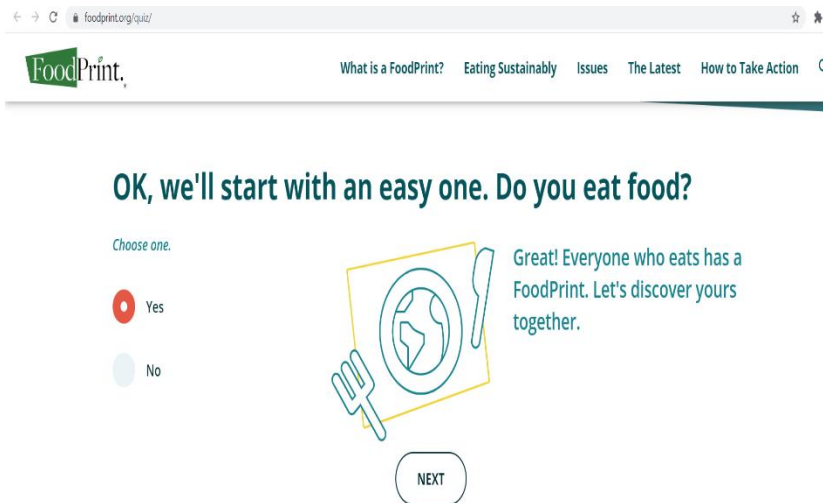 foodprint.org/quiz/
FoodPrint.
What is a FoodPrint? Eating Sustainably Issues The Latest How to Take Action
OK, we'll start with an easy one. Do you eat food?
Choose one.
Yes
No
Great! Everyone who eats has a
FoodPrint. Let's discover yours
together.
NEXT